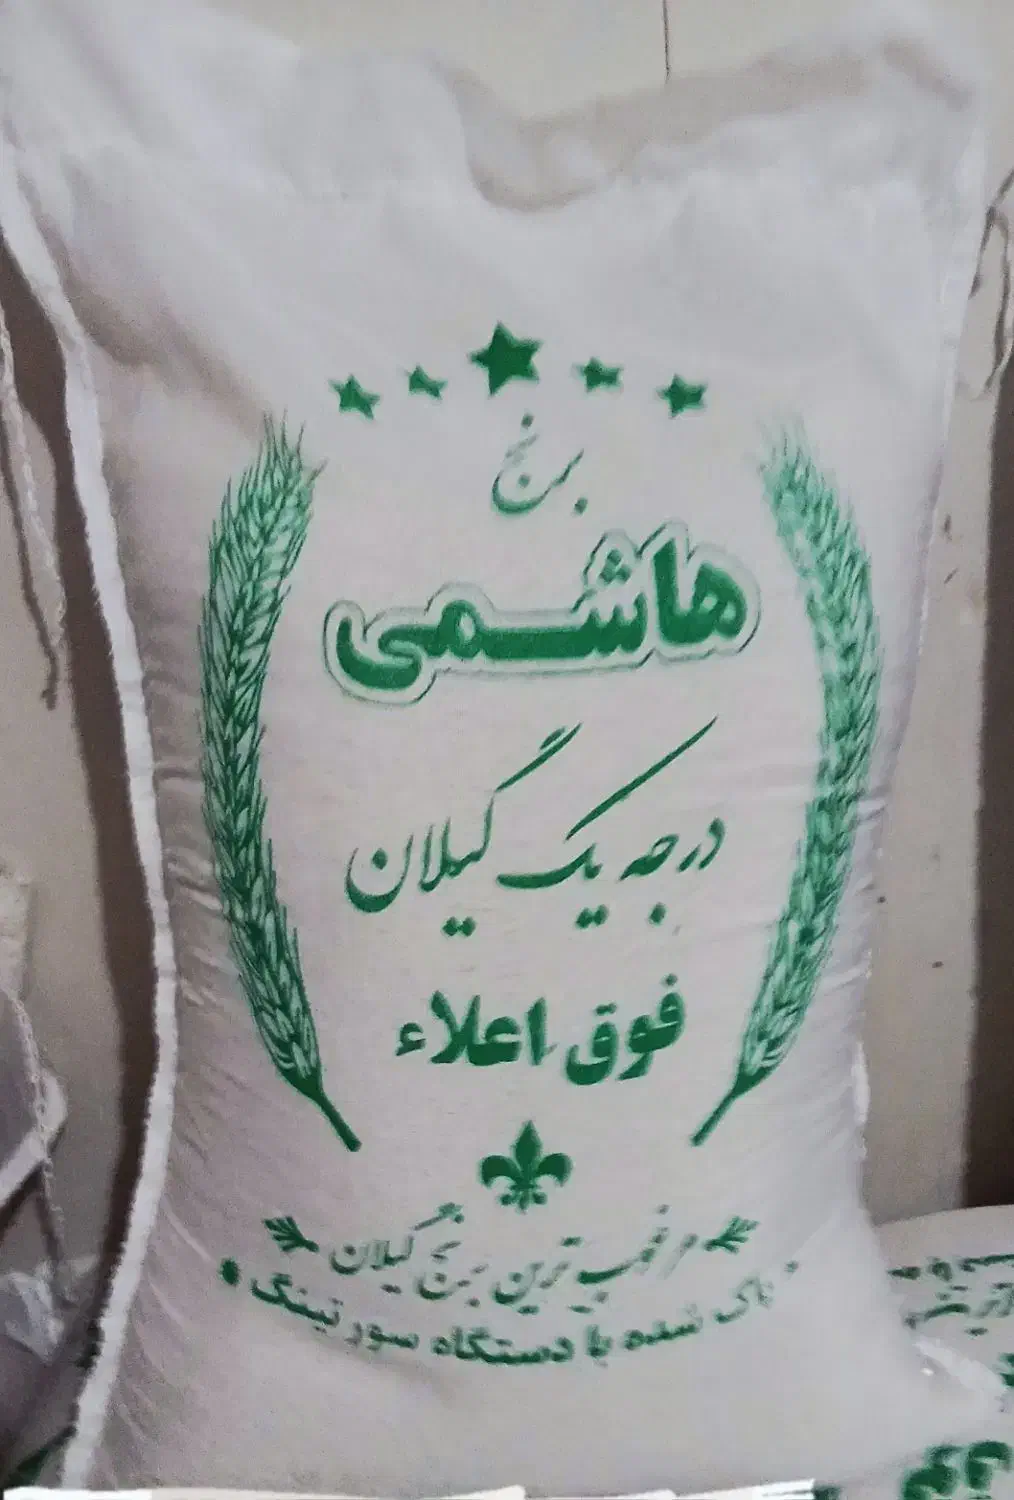 برنج
هاشمی
درجه یک گیلان
فوق اعلاء
مرغوب ترین برنج گیلان
پاک شده با دستگاه سورتینگ